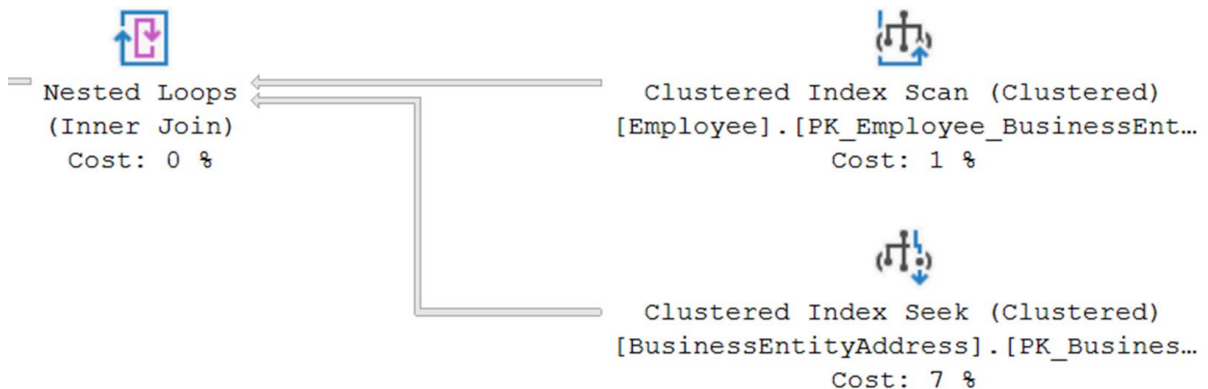 Nested Loops
(Inner Join)
Cost: 0 %
Clustered Index Scan (Clustered)
[Employee].[PK_Employee_BusinessEnt…
Cost: 1 %
Clustered Index Seek (Clustered)
[BusinessEntityAddress].[PK_Busines…
Cost: 7 %